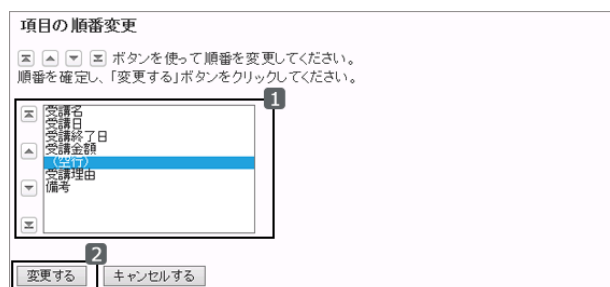 項目の順番変更
ボタンを使って順番を変更してください。
順番を確定し、「変更する」ボタンをクリックしてください。
1
受講名
受講日
受講終了日
受講金額
（空行）
受講理由
備考
2
変更する キャンセルする